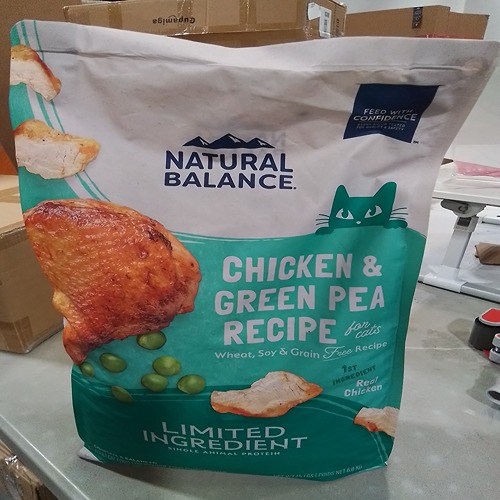 FEED WITH
CONFIDENCE
NATURAL
BALANCE
CHICKEN &
GREEN PEA
RECIPE for
cats
Wheat, Soy & Grain Free Recipe
1ST
INGREDIENT
Real
Chicken
LIMITED
INGREDIENT
SINGLE ANIMAL PROTEIN